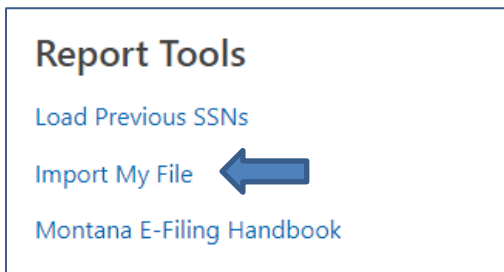 Report Tools
Load Previous SSNs
Import My File
Montana E-Filing Handbook